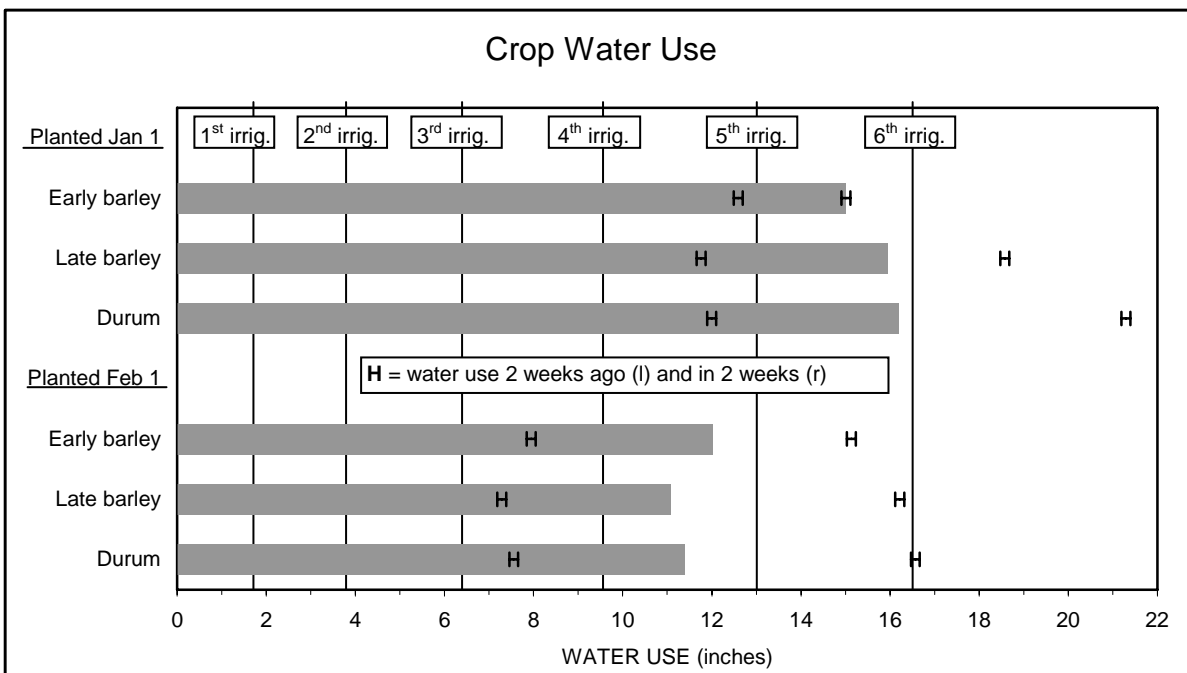 Crop Water Use
Planted Jan 1
1st irrig. 2nd irrig. 3rd irrig. 4th irrig. 5th irrig. 6th irrig.
Early barley
Late barley
Durum
Planted Feb 1
H = water use 2 weeks ago (l) and in 2 weeks (r)
Early barley
Late barley
Durum
0 2 4 6 8 10 12 14 16 18 20 22
WATER USE (inches)